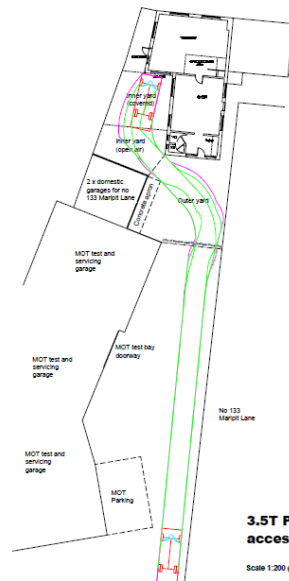 Inner yard
(covered)
Inner yard
(open air)
2 x domestic
garages for no
133 Marlpit Lane
Concrete apron
Outer yard
MOT test and
servicing
garage
MOT test bay
doorway
MOT test and
servicing
garage
No 133
Marlpit Lane
MOT test and
servicing
garage
MOT
Parking
3.5T P
acces
Scale 1:200